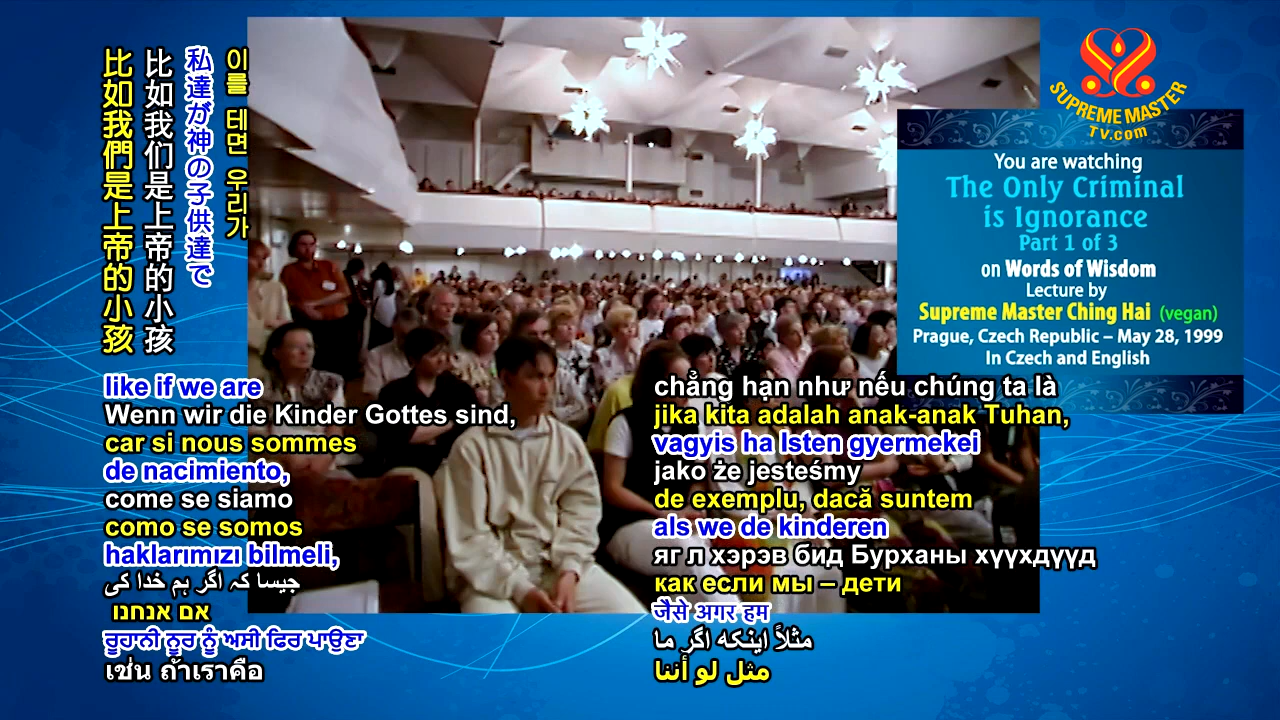 比如我們是上帝的小孩
比如我们是上帝的小孩
私達が神の子供達で
이를 테면 우리가
SUPREME MASTER
TV.com
You are watching
The Only Criminal
is Ignorance
Part 1 of 3
on Words of Wisdom
Lecture by
Supreme Master Ching Hai (vegan)
Prague, Czech Republic – May 28, 1999
In Czech and English
like if we are
Wenn wir die Kinder Gottes sind,
car si nous sommes
de nacimiento,
come se siamo
como se somos
haklarımızı bilmeli,
جیسا کہ اگر ہم خدا کی
אם אנחנו
ਰੂਹਾਨੀ ਨੂਰ ਨੂੰ ਅਸੀ ਫਿਰ ਪਾਉਣਾ
เช่น ถ้าเราคือ
chẳng hạn như nếu chúng ta là
jika kita adalah anak-anak Tuhan,
vagyis ha Isten gyermekei
jako że jesteśmy
de exemplu, dacă suntem
als we de kinderen
яг л хэрэв бид Бурханы хүүхдүүд
как если мы – дети
जैसे अगर हम
مثلاً اینکه اگر ما
مثل لو أننا